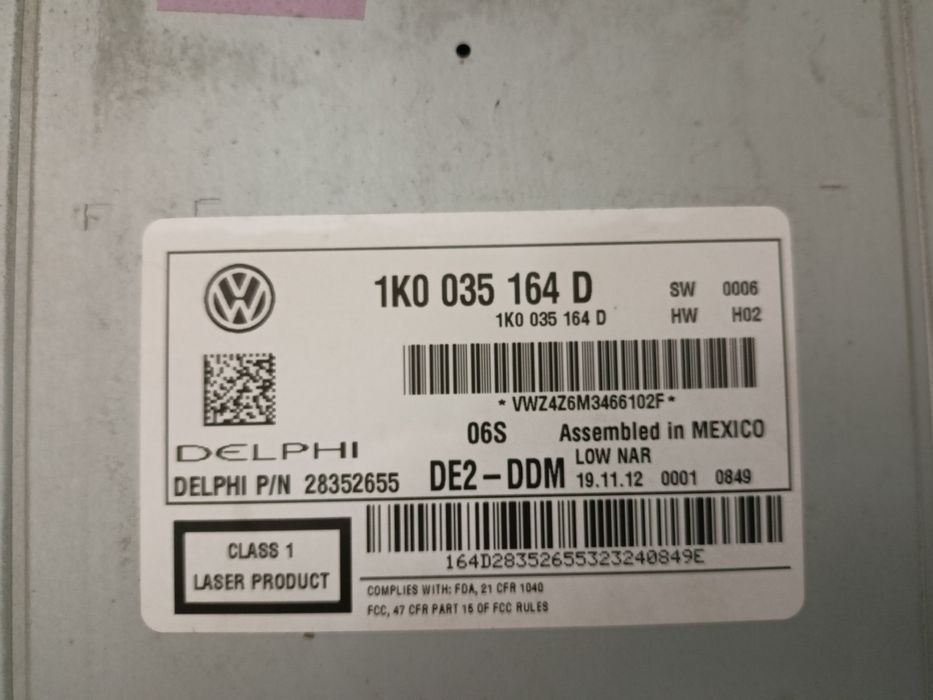 1K0 035 164 D SW 0006
1K0 035 164 D HW H02
* VWZ4Z6M3466102F *
06S Assembled in MEXICO
DELPHI
LOW NAR
DELPHI P/N 28352655 DE2-DDM 19.11.12 0001 0849
164D28352655323240849E
CLASS 1
LASER PRODUCT
COMPLIES WITH: FDA, 21 CFR 1040
FCC, 47 CFR PART 15 OF FCC RULES